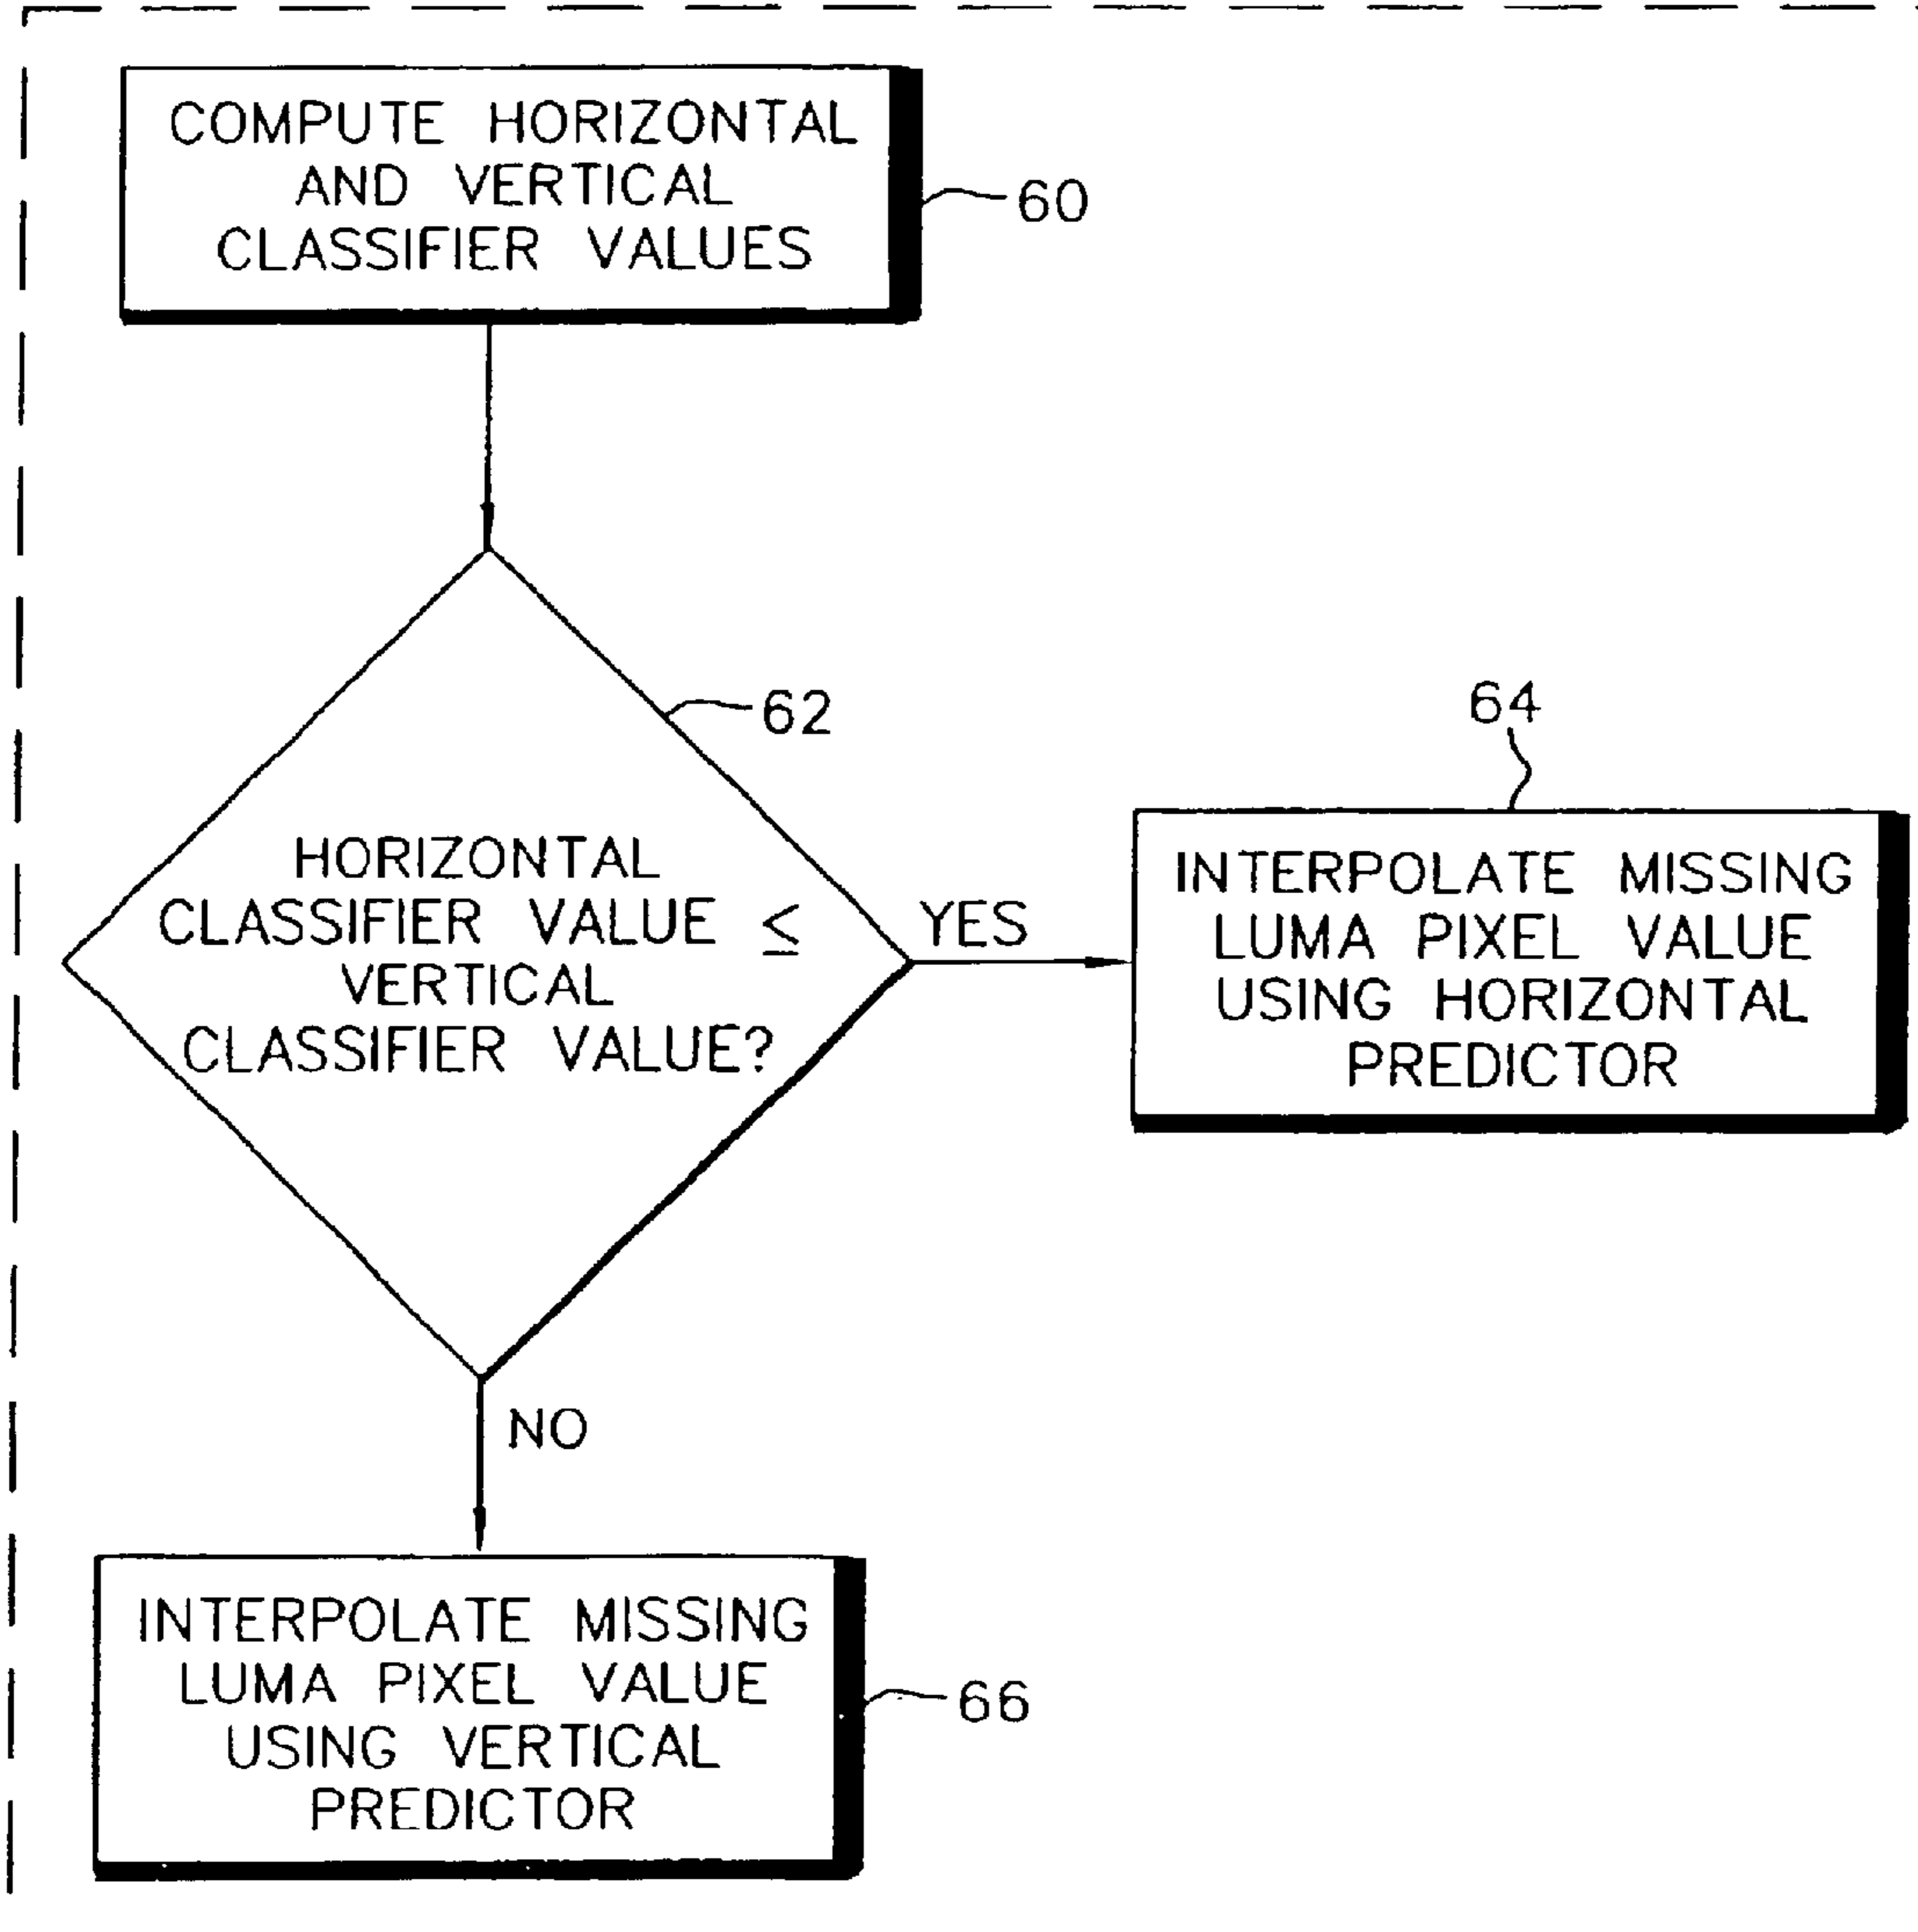 COMPUTE HORIZONTAL
AND VERTICAL
CLASSIFIER VALUES
60
62
HORIZONTAL
CLASSIFIER VALUE ≤
VERTICAL
CLASSIFIER VALUE?
YES
64
INTERPOLATE MISSING
LUMA PIXEL VALUE
USING HORIZONTAL
PREDICTOR
NO
INTERPOLATE MISSING
LUMA PIXEL VALUE
USING VERTICAL
PREDICTOR
66